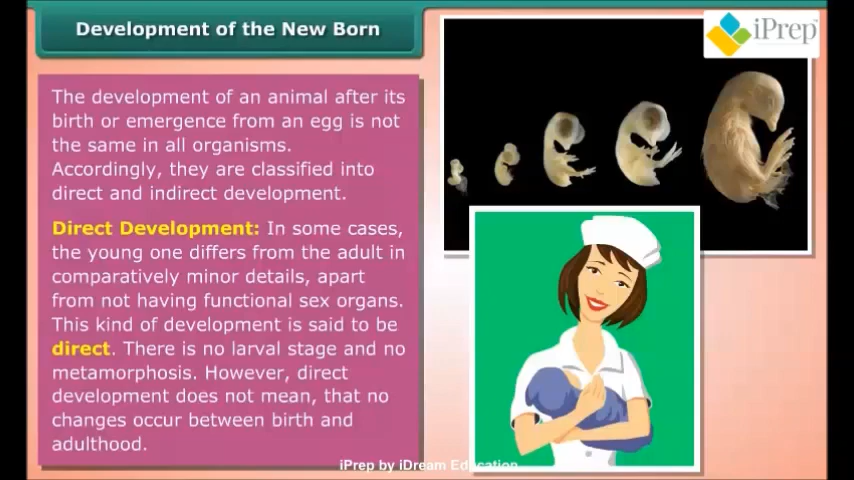 Development of the New Born
iPrep
The development of an animal after its
birth or emergence from an egg is not
the same in all organisms.
Accordingly, they are classified into
direct and indirect development.
Direct Development: In some cases,
the young one differs from the adult in
comparatively minor details, apart
from not having functional sex organs.
This kind of development is said to be
direct. There is no larval stage and no
metamorphosis. However, direct
development does not mean, that no
changes occur between birth and
adulthood.
iPrep by iDream Education